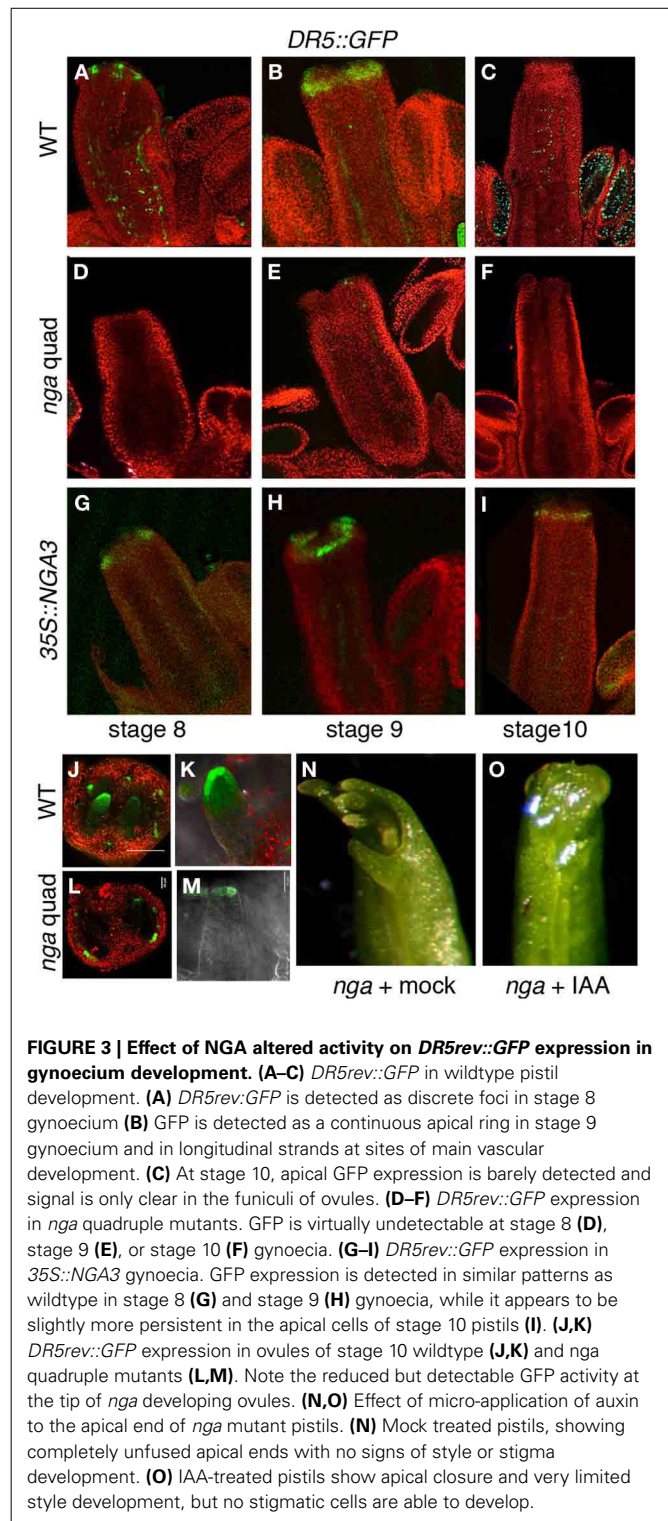 DR5::GFP
A B C
WT
D E F
nga quad
G H I
35S::NGA3
stage 8 stage 9 stage10
J K N O
WT
L M
nga quad
nga + mock nga + IAA
FIGURE 3 | Effect of NGA altered activity on DR5rev::GFP expression in
gynoecium development. (A–C) DR5rev::GFP in wildtype pistil
development. (A) DR5rev:GFP is detected as discrete foci in stage 8
gynoecium (B) GFP is detected as a continuous apical ring in stage 9
gynoecium and in longitudinal strands at sites of main vascular
development. (C) At stage 10, apical GFP expression is barely detected and
signal is only clear in the funiculi of ovules. (D–F) DR5rev::GFP expression
in nga quadruple mutants. GFP is virtually undetectable at stage 8 (D),
stage 9 (E), or stage 10 (F) gynoecia. (G–I) DR5rev::GFP expression in
35S::NGA3 gynoecia. GFP expression is detected in similar patterns as
wildtype in stage 8 (G) and stage 9 (H) gynoecia, while it appears to be
slightly more persistent in the apical cells of stage 10 pistils (I). (J,K)
DR5rev::GFP expression in ovules of stage 10 wildtype (J,K) and nga
quadruple mutants (L,M). Note the reduced but detectable GFP activity at
the tip of nga developing ovules. (N,O) Effect of micro-application of auxin
to the apical end of nga mutant pistils. (N) Mock treated pistils, showing
completely unfused apical ends with no signs of style or stigma
development. (O) IAA-treated pistils show apical closure and very limited
style development, but no stigmatic cells are able to develop.